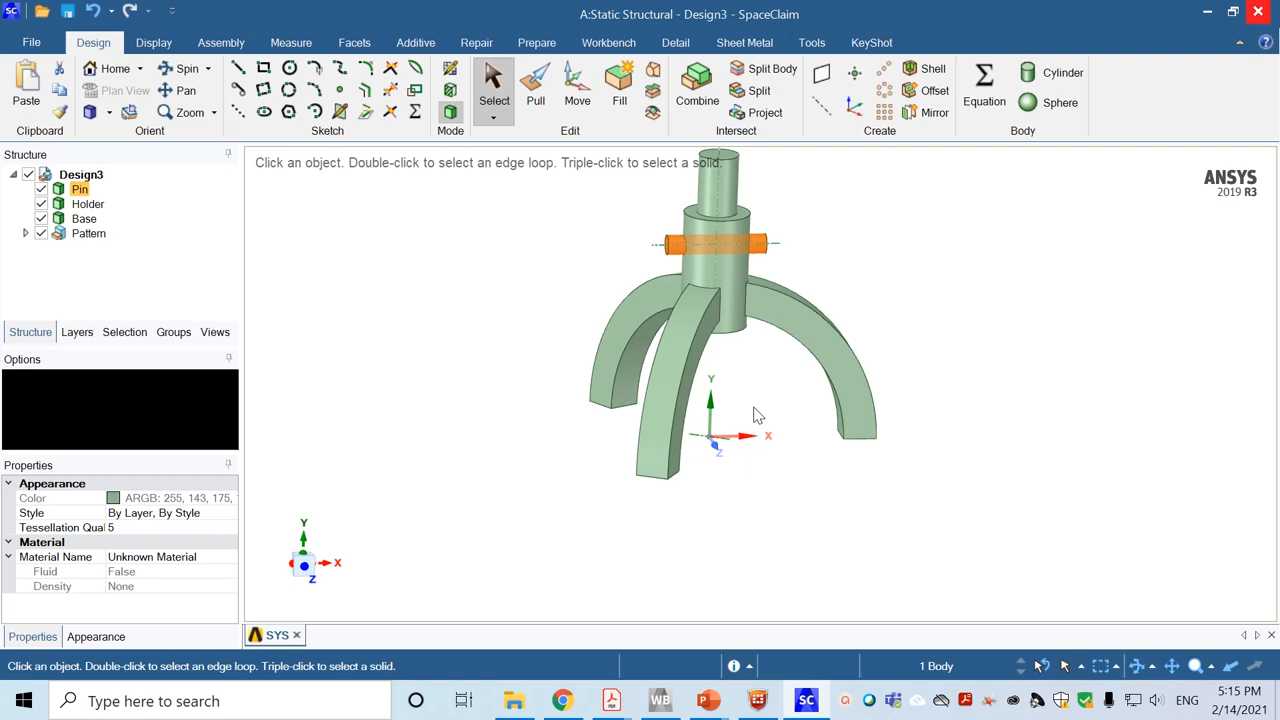 SC
A:Static Structural - Design3 - SpaceClaim
File Design Display Assembly Measure Facets Additive Repair Prepare Workbench Detail Sheet Metal Tools KeyShot
Paste
Home
Plan View
Spin
Pan
Zoom
Select
Pull
Move
Fill
Combine
Split Body
Split
Project
Shell
Offset
Mirror
Equation
Cylinder
Sphere
Clipboard Orient Sketch Mode Edit Intersect Create Body
Structure
Design3
Pin
Holder
Base
Pattern
Structure Layers Selection Groups Views
Options
Properties
Appearance
Color ARGB: 255, 143, 175, 1
Style By Layer, By Style
Tessellation Qual 5
Material
Material Name Unknown Material
Fluid False
Density None
Properties Appearance
Click an object. Double-click to select an edge loop. Triple-click to select a solid.
ANSYS
2019 R3
Y
X
Z
Y
X
Z
SYS
Click an object. Double-click to select an edge loop. Triple-click to select a solid.
1 Body
Type here to search
WB
SC
ENG
5:15 PM
2/14/2021